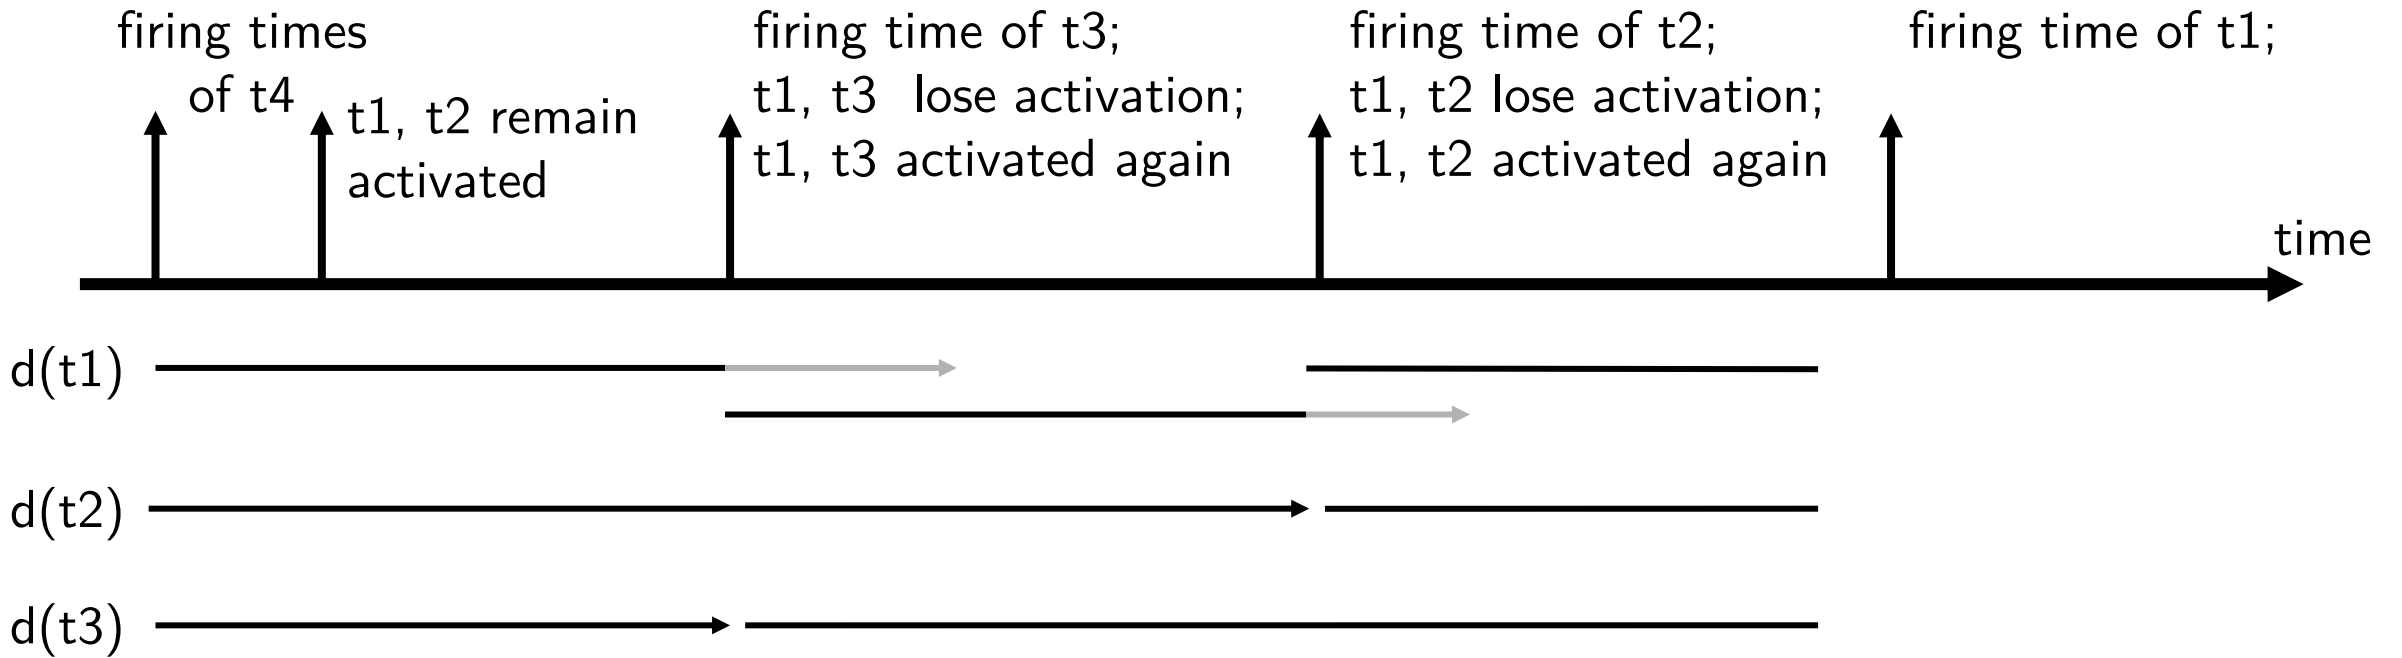 firing times
of t4
t1, t2 remain
activated
firing time of t3;
t1, t3 lose activation;
t1, t3 activated again
firing time of t2;
t1, t2 lose activation;
t1, t2 activated again
firing time of t1;
time
d(t1)
d(t2)
d(t3)